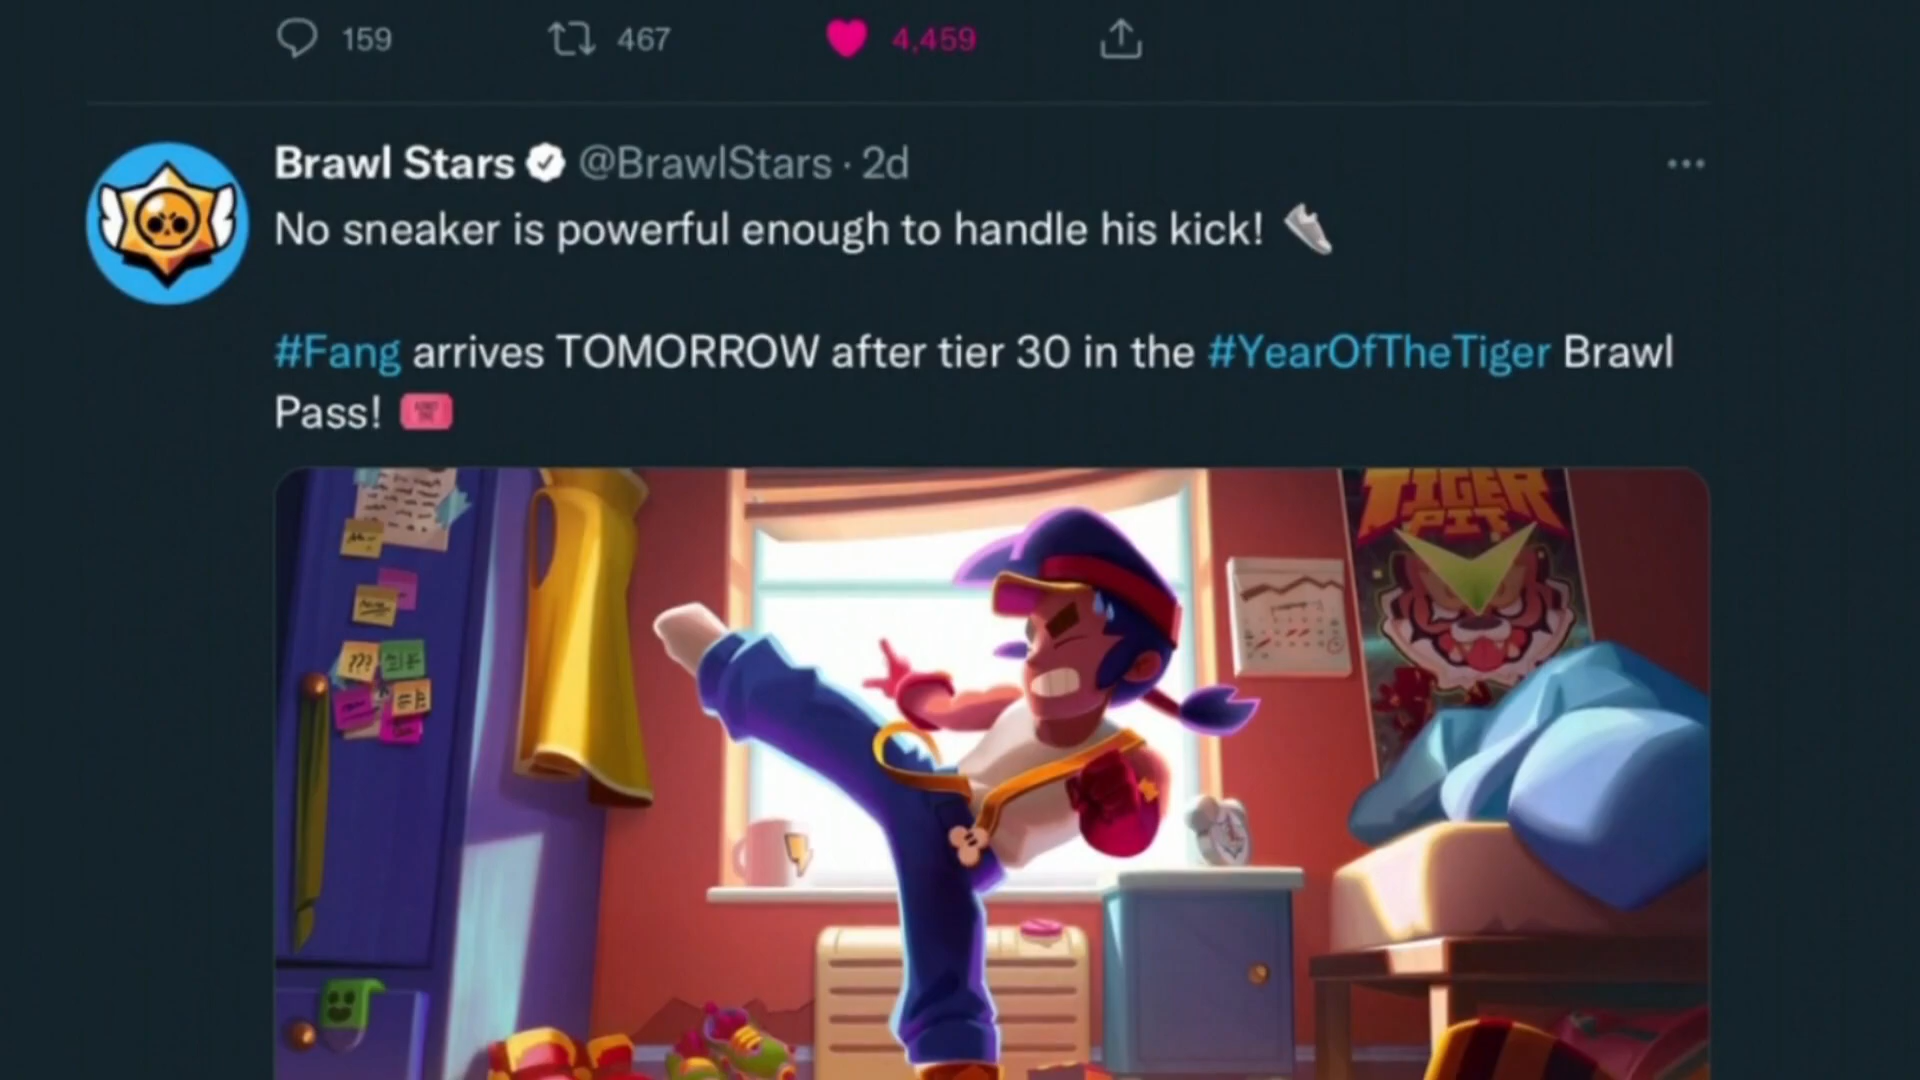 159 467 4,459
Brawl Stars @BrawlStars · 2d
No sneaker is powerful enough to handle his kick!
#Fang arrives TOMORROW after tier 30 in the #YearOfTheTiger Brawl
Pass!
TIGER
PIT
???